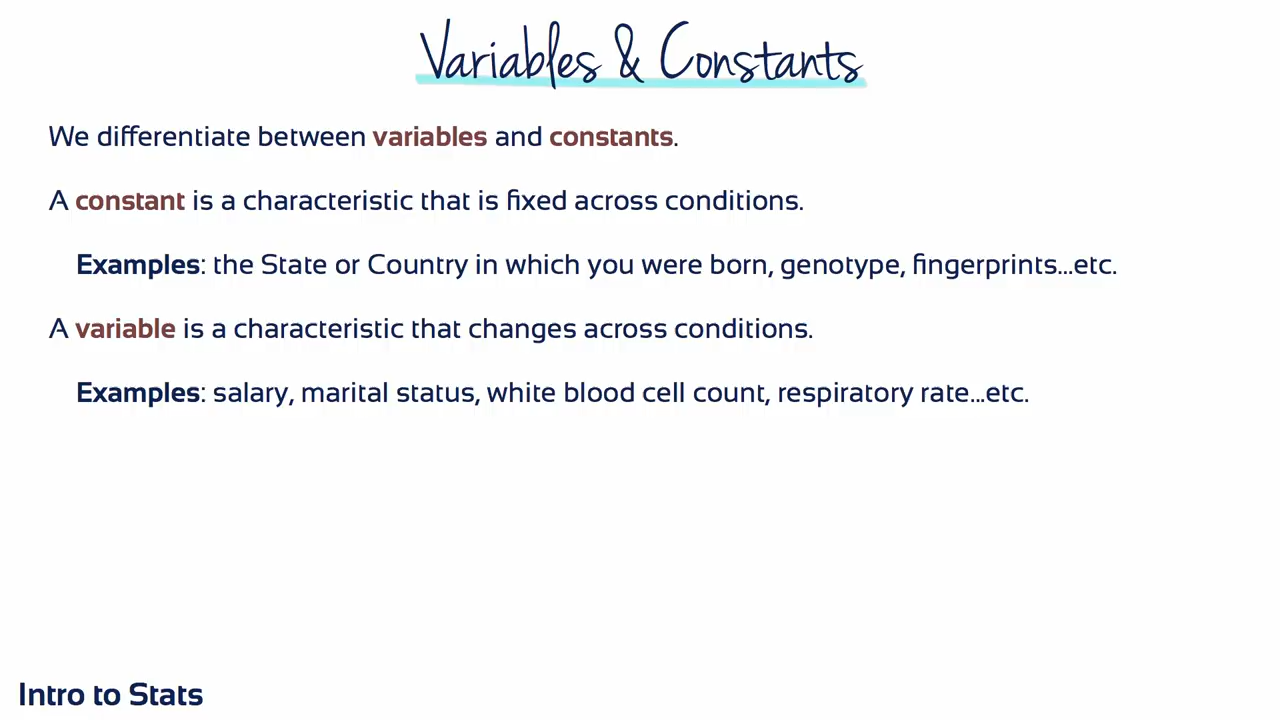 Variables & Constants
We differentiate between variables and constants.
A constant is a characteristic that is fixed across conditions.
Examples: the State or Country in which you were born, genotype, fingerprints...etc.
A variable is a characteristic that changes across conditions.
Examples: salary, marital status, white blood cell count, respiratory rate...etc.
Intro to Stats